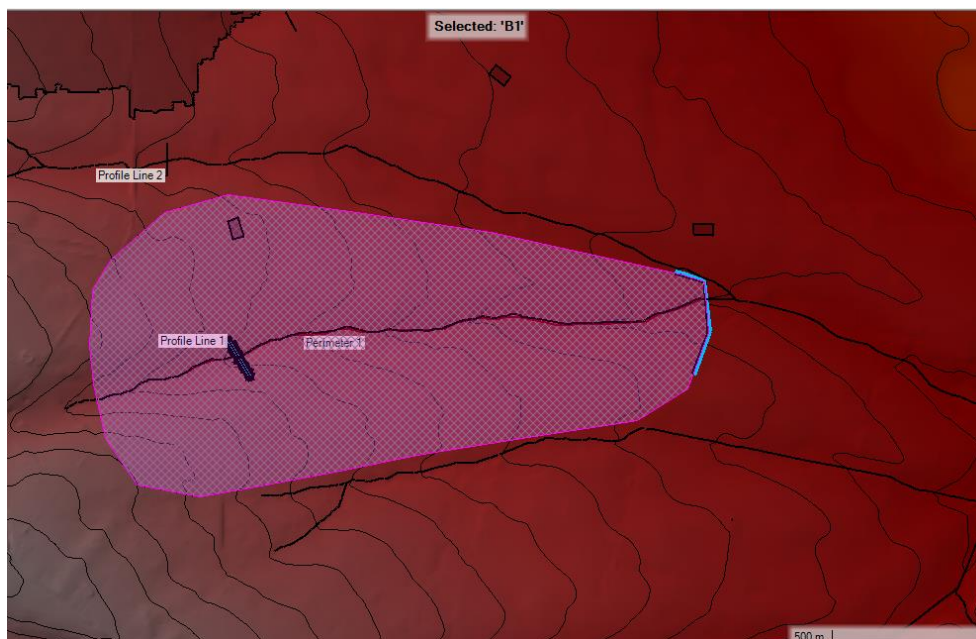 Selected: 'B1'
Profile Line 2
Profile Line 1
Perimeter 1
500 m